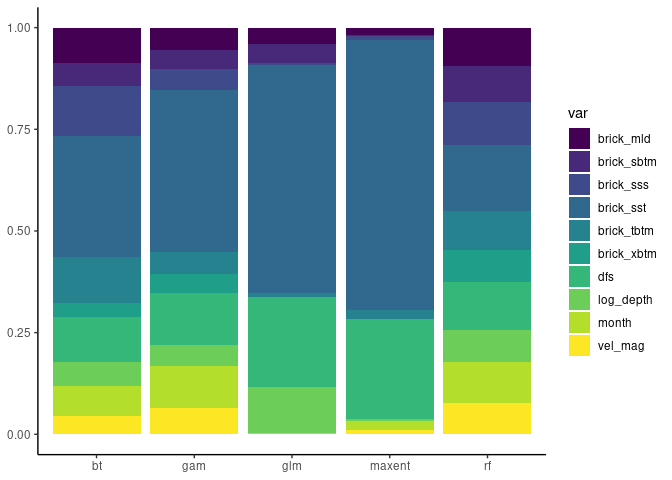 1.00
0.75
0.50
0.25
0.00
bt gam glm maxent rf
var
brick_mld
brick_sbtm
brick_sss
brick_sst
brick_tbtm
brick_xbtm
dfs
log_depth
month
vel_mag